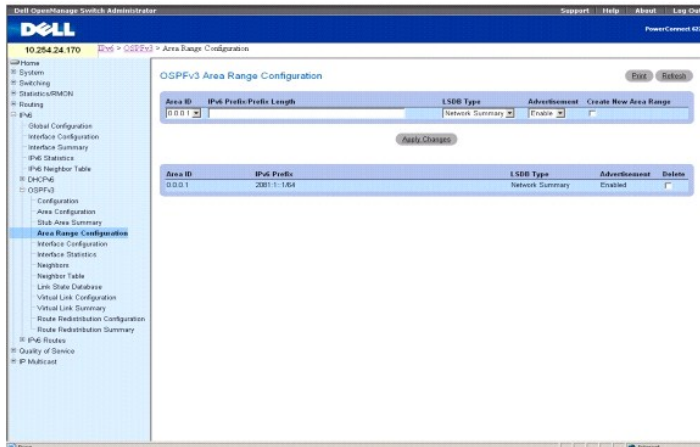 Dell OpenManage Switch Administrator
Support Help About Log Out
DELL
PowerConnect 62
10.254.24.170
IPv6 > OSPFv3 > Area Range Configuration
Home
System
Switching
Statistics/RMON
Routing
IPv6
Global Configuration
Interface Configuration
Interface Summary
IPv6 Statistics
IPv6 Neighbor Table
DHCPv6
OSPFv3
Configuration
Area Configuration
Stub Area Summary
Area Range Configuration
Interface Configuration
Interface Statistics
Neighbors
Neighbor Table
Link State Database
Virtual Link Configuration
Virtual Link Summary
Route Redistribution Configuration
Route Redistribution Summary
IPv6 Routes
Quality of Service
IP Multicast
OSPFv3 Area Range Configuration
Print Refresh
Area ID IPv6 Prefix/Prefix Length LSDB Type Advertisement Create New Area Range
0.0.0.1 Network Summary Enable
Apply Changes
Area ID IPv6 Prefix LSDB Type Advertisement Delete
0.0.0.1 2081:1::1/64 Network Summary Enabled